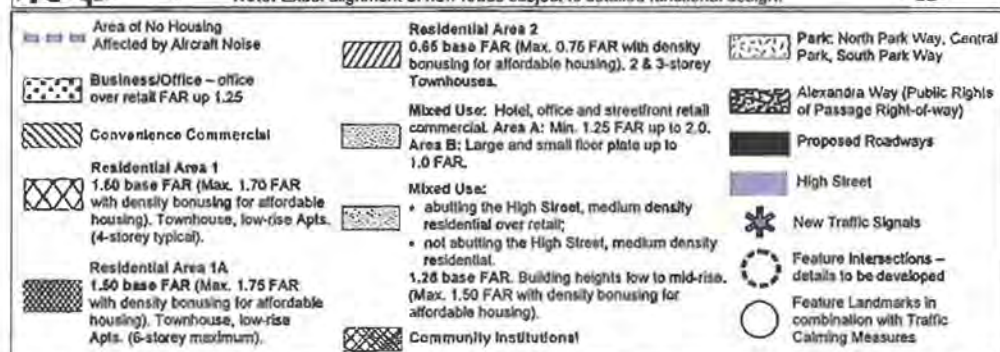 Note: Exact alignment of new roads subject to detailed functional design.
Area of No Housing
Affected by Aircraft Noise
Business/Office – office
over retail FAR up 1.25
Convenience Commercial
Residential Area 1
1.50 base FAR (Max. 1.70 FAR
with density bonusing for affordable
housing). Townhouse, low-rise Apts.
(4-storey typical).
Residential Area 1A
1.50 base FAR (Max. 1.75 FAR
with density bonusing for affordable
housing). Townhouse, low-rise
Apts. (6-storey maximum).
Residential Area 2
0.65 base FAR (Max. 0.75 FAR with density
bonusing for affordable housing). 2 & 3-storey
Townhouses.
Mixed Use: Hotel, office and streetfront retail
commercial. Area A: Min. 1.25 FAR up to 2.0.
Area B: Large and small floor plate up to
1.0 FAR.
Mixed Use:
• abutting the High Street, medium density
residential over retail;
• not abutting the High Street, medium density
residential.
1.25 base FAR. Building heights low to mid-rise.
(Max. 1.50 FAR with density bonusing for
affordable housing).
Community Institutional
Park: North Park Way, Central
Park, South Park Way
Alexandra Way (Public Rights
of Passage Right-of-way)
Proposed Roadways
High Street
New Traffic Signals
Feature Intersections –
details to be developed
Feature Landmarks in
combination with Traffic
Calming Measures